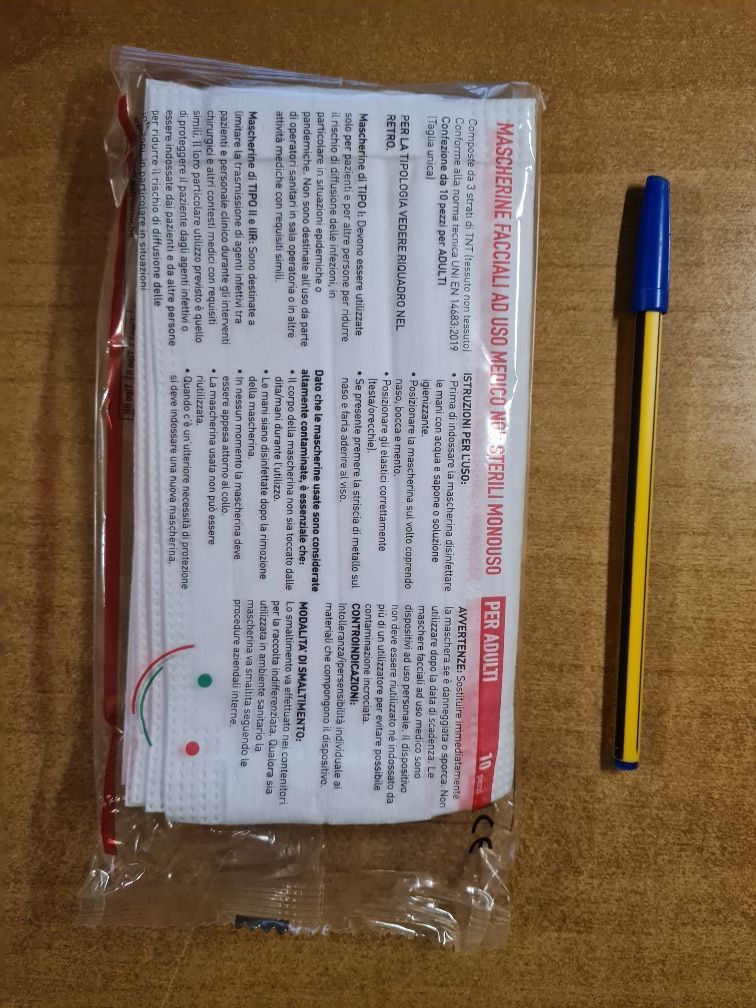 MASCHERINE FACCIALI AD USO MEDICO NON STERILI MONOUSO
PER ADULTI
10 pezzi
Composte da 3 strati di TNT (tessuto non tessuto)
Conforme alla norma tecnica UNI EN 14683:2019
Confezione da 10 pezzi per ADULTI
(Taglia unica)
PER LA TIPOLOGIA VEDERE RIQUADRO NEL
RETRO.
Mascherine di TIPO I: Devono essere utilizzate
solo per pazienti e per altre persone per ridurre
il rischio di diffusione delle infezioni, in
particolare in situazioni epidemiche o
pandemiche. Non sono destinate all'uso da parte
di operatori sanitari in sala operatoria o in altre
attività mediche con requisiti simili.
Mascherine di TIPO II e IIR: Sono destinate a
limitare la trasmissione di agenti infettivi tra
pazienti e personale clinico durante gli interventi
chirurgici e altri contesti medici con requisiti
simili. Il loro particolare utilizzo previsto è quello
di proteggere il paziente dagli agenti infettivi o
essere indossate dai pazienti e da altre persone
per ridurre il rischio di diffusione delle
in particolare in situazioni
ISTRUZIONI PER L'USO:
• Prima di indossare la mascherina disinfettare
le mani con acqua e sapone o soluzione
igienizzante.
• Posizionare la mascherina sul volto coprendo
naso, bocca e mento.
• Posizionare gli elastici correttamente
(testa/orecchie).
• Se presente premere la striscia di metallo sul
naso e farla aderire al viso.
Dato che le mascherine usate sono considerate
altamente contaminate, è essenziale che:
• Il corpo della mascherina non sia toccato dalle
dita/mani durante l'utilizzo.
• Le mani siano disinfettate dopo la rimozione
della mascherina.
• In nessun momento la mascherina deve
essere appesa attorno al collo.
• La mascherina usata non può essere
riutilizzata.
• Quando c'è un ulteriore necessità di protezione
si deve indossare una nuova mascherina.
AVVERTENZE: Sostituire immediatamente
la maschera se è danneggiata o sporca. Non
utilizzare dopo la data di scadenza. Le
maschere facciali ad uso medico sono
dispositivi ad uso personale. Il dispositivo
non deve essere riutilizzato né indossato da
più di un utilizzatore per evitare possibile
contaminazione incrociata.
CONTROINDICAZIONI:
Intolleranza/ipersensibilità individuale ai
materiali che compongono il dispositivo.
MODALITA' DI SMALTIMENTO:
Lo smaltimento va effettuato nei contenitori
per la raccolta indifferenziata. Qualora sia
utilizzata in ambiente sanitario la
mascherina va smaltita seguendo le
procedure aziendali interne.
CE